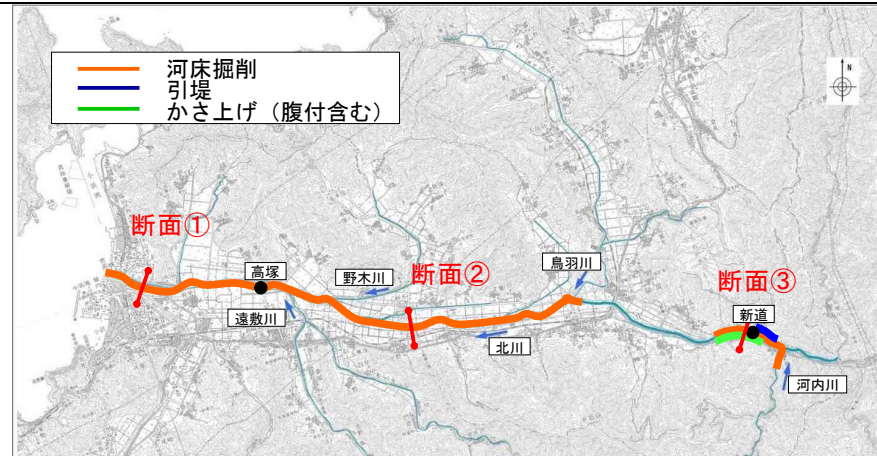 河床掘削
引堤
かさ上げ（腹付含む）
N
断面①
高塚
野木川
断面②
鳥羽川
断面③
新道
遠敷川
北川
河内川